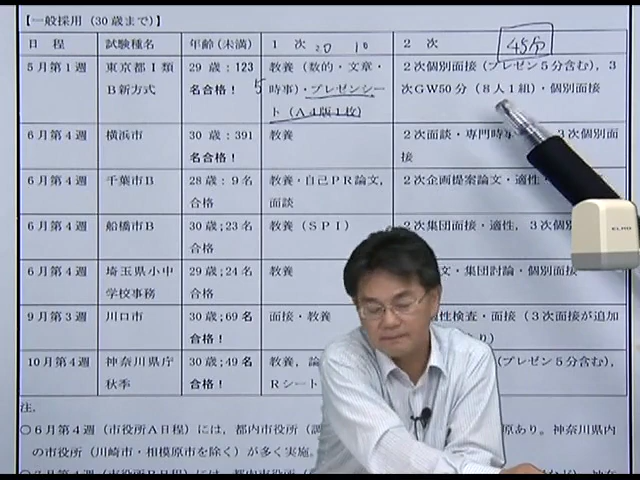 【一般採用（30歳まで）】
日程 試験種名 年齢（未満） 1次 20 10 2次 45分
5月第1週 東京都Ⅰ類 29歳：123 教養（数的・文章・ 2次個別面接（プレゼン5分含む），3
B新方式 名合格！ 5 時事）・プレゼンシー 次GW50分（8人1組）・個別面接
ト（A4版1枚）
6月第4週 横浜市 30歳：391 教養 2次面談・専門時事 3次個別面
名合格！ 接
6月第4週 千葉市B 28歳：9名 教養・自己PR論文， 2次企画提案論文・適性・
合格 面談
6月第4週 船橋市B 30歳；23名 教養（SPI） 2次集団面接・適性，3次個別
合格
6月第4週 埼玉県小中 29歳；24名 教養 文・集団討論・個別面接
学校事務 合格
9月第3週 川口市 30歳；69名 面接・教養 性検査・面接（3次面接が追加
合格！ あり）
10月第4週 神奈川県庁 30歳；49名 教養，論 （プレゼン5分含む），
秋季 合格！ Rシート
注．
○6月第4週（市役所A日程）には，都内市役所（調 原あり。神奈川県内
の市役所（川崎市・相模原市を除く）が多く実施。
ELMO